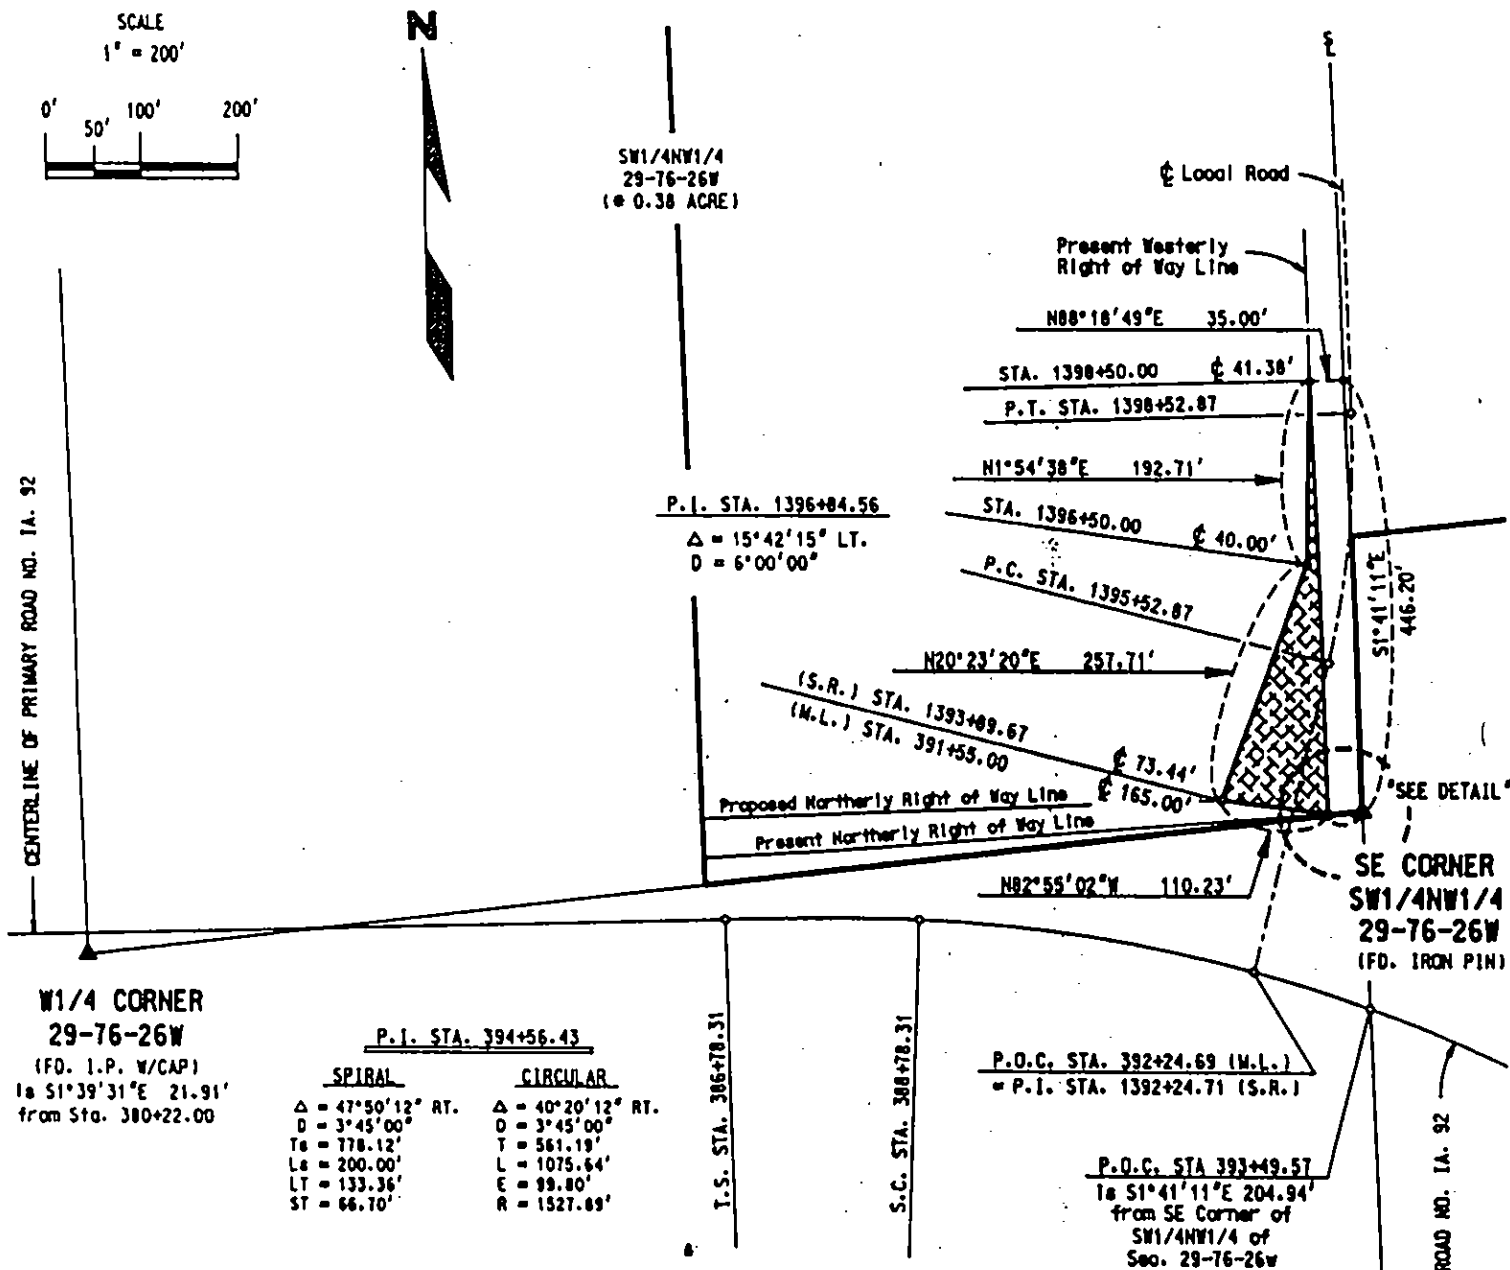 SCALE
1" = 200'
0' 50' 100' 200'
N
SW1/4NW1/4
29-76-26W
(@ 0.38 ACRE)
℄ Local Road
Present Westerly
Right of Way Line
N88°18'49"E 35.00'
STA. 1398+50.00 ℄ 41.38'
P.T. STA. 1398+52.87
N1°54'38"E 192.71'
STA. 1396+50.00 ℄ 40.00'
P.C. STA. 1395+52.87
N20°23'20"E 257.71'
(S.R.) STA. 1393+89.67 ℄ 73.44'
(M.L.) STA. 391+55.00 ℄ 165.00'
P.I. STA. 1396+84.56
Δ = 15°42'15" LT.
D = 6°00'00"
S1°41'11"E
446.20'
"SEE DETAIL"
Proposed Northerly Right of Way Line
Present Northerly Right of Way Line
N82°55'02"W 110.23'
SE CORNER
SW1/4NW1/4
29-76-26W
(FD. IRON PIN)
CENTERLINE OF PRIMARY ROAD NO. IA. 92
W1/4 CORNER
29-76-26W
(FD. I.P. W/CAP)
Is S1°39'31"E 21.91'
from Sta. 380+22.00
P.I. STA. 394+56.43
SPIRAL
Δ = 47°50'12" RT.
D = 3°45'00"
Ts = 778.12'
Ls = 200.00'
LT = 133.36'
ST = 66.70'
CIRCULAR
Δ = 40°20'12" RT.
D = 3°45'00"
T = 561.19'
L = 1075.64'
E = 99.80'
R = 1527.89'
T.S. STA. 386+78.31
S.C. STA. 388+78.31
P.O.C. STA. 392+24.69 (M.L.)
= P.I. STA. 1392+24.71 (S.R.)
P.O.C. STA 393+49.57
Is S1°41'11"E 204.94'
from SE Corner of
SW1/4NW1/4 of
Sec. 29-76-26w
ROAD NO. IA. 92